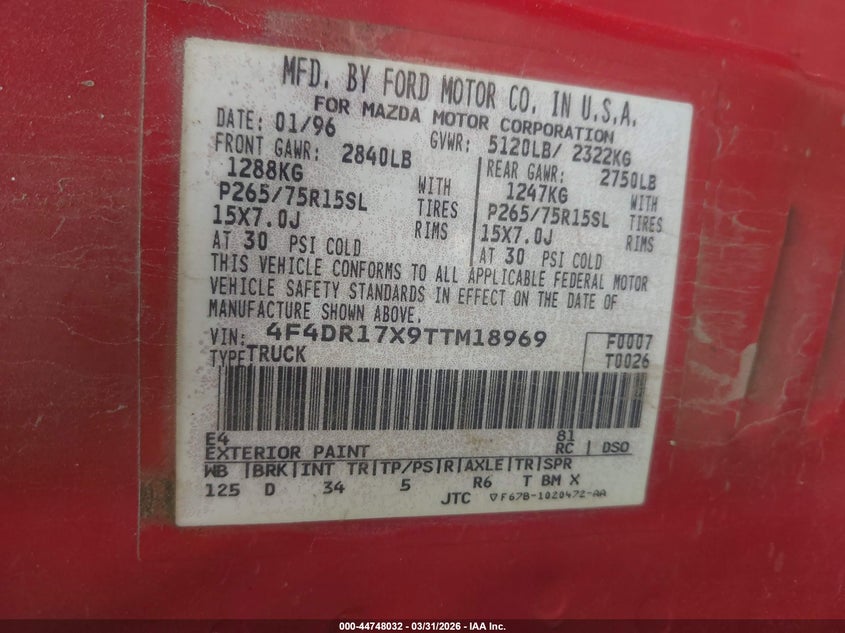 MFD. BY FORD MOTOR CO. IN U.S.A.
FOR MAZDA MOTOR CORPORATION
DATE: 01/96 GVWR: 5120LB/ 2322KG
FRONT GAWR: 2840LB REAR GAWR: 2750LB
1288KG WITH 1247KG WITH
P265/75R15SL TIRES P265/75R15SL TIRES
15X7.0J RIMS 15X7.0J RIMS
AT 30 PSI COLD AT 30 PSI COLD
THIS VEHICLE CONFORMS TO ALL APPLICABLE FEDERAL MOTOR
VEHICLE SAFETY STANDARDS IN EFFECT ON THE DATE OF
MANUFACTURE SHOWN ABOVE.
VIN: 4F4DR17X9TTM18969 F0007
TYPE: TRUCK T0026
E4 81
EXTERIOR PAINT RC | DSO
WB |BRK|INT TR|TP/PS|R|AXLE|TR|SPR
125 D 34 5 R6 T BM X
JTC ▽F67B-1020472-AA
000-44748032 — 03/31/2026 — IAA Inc.